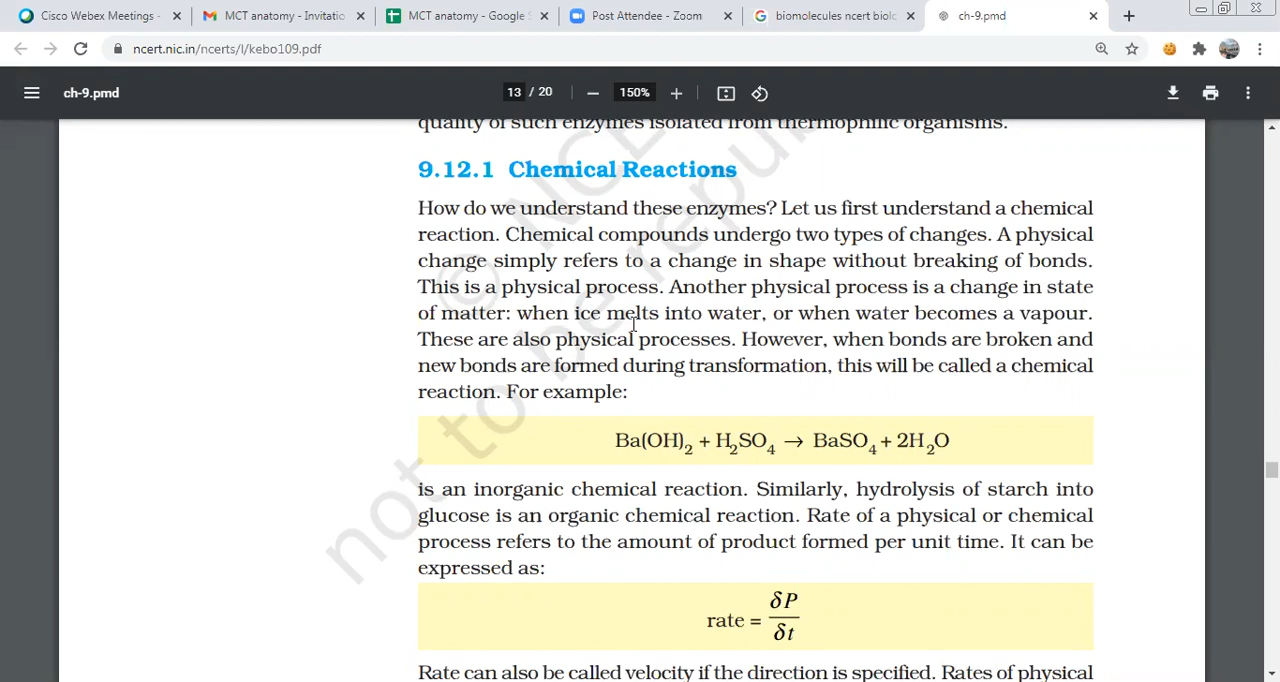 Cisco Webex Meetings - MCT anatomy - Invitatio MCT anatomy - Google S Post Attendee - Zoom biomolecules ncert biolo ch-9.pmd
ncert.nic.in/ncerts/l/kebo109.pdf
ch-9.pmd 13 / 20 150%
quality of such enzymes isolated from thermophilic organisms.
9.12.1 Chemical Reactions
How do we understand these enzymes? Let us first understand a chemical
reaction. Chemical compounds undergo two types of changes. A physical
change simply refers to a change in shape without breaking of bonds.
This is a physical process. Another physical process is a change in state
of matter: when ice melts into water, or when water becomes a vapour.
These are also physical processes. However, when bonds are broken and
new bonds are formed during transformation, this will be called a chemical
reaction. For example:
Ba(OH)₂ + H₂SO₄ → BaSO₄ + 2H₂O
is an inorganic chemical reaction. Similarly, hydrolysis of starch into
glucose is an organic chemical reaction. Rate of a physical or chemical
process refers to the amount of product formed per unit time. It can be
expressed as:
rate = δP/δt
Rate can also be called velocity if the direction is specified. Rates of physical
© NCE
be repub
not to